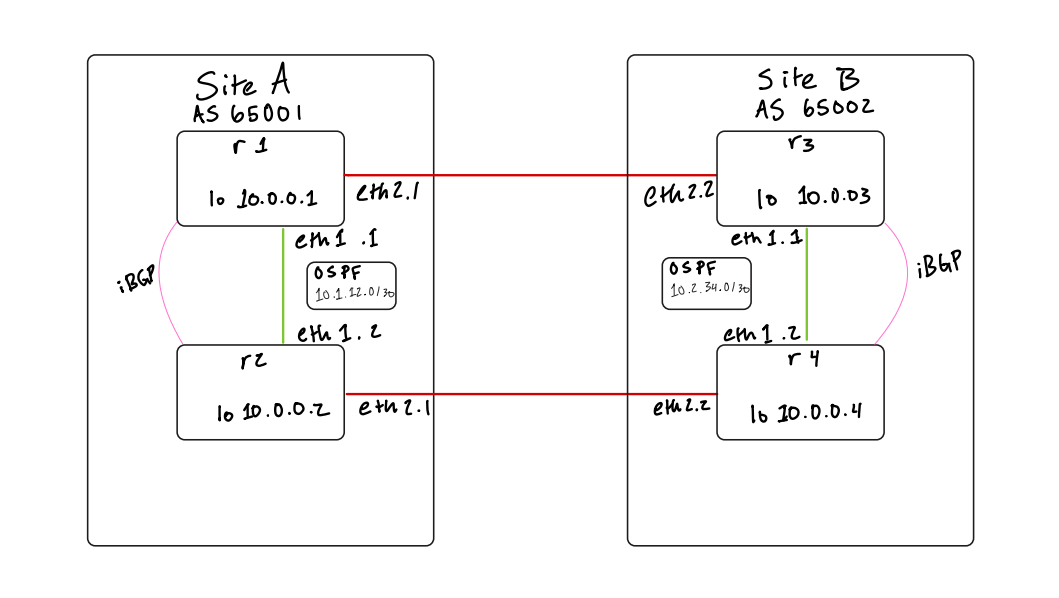 Site A
AS 65001
r 1
lo 10.0.0.1
eth2.1
eth1 .1
iBGP
OSPF
10.1.12.0/30
eth1.2
r2
lo 10.0.0.2
eth2.1
Site B
AS 65002
r3
lo 10.0.03
eth2.2
eth1.1
OSPF
10.2.34.0/30
iBGP
eth1.2
r 4
lo 10.0.0.4
eth2.2